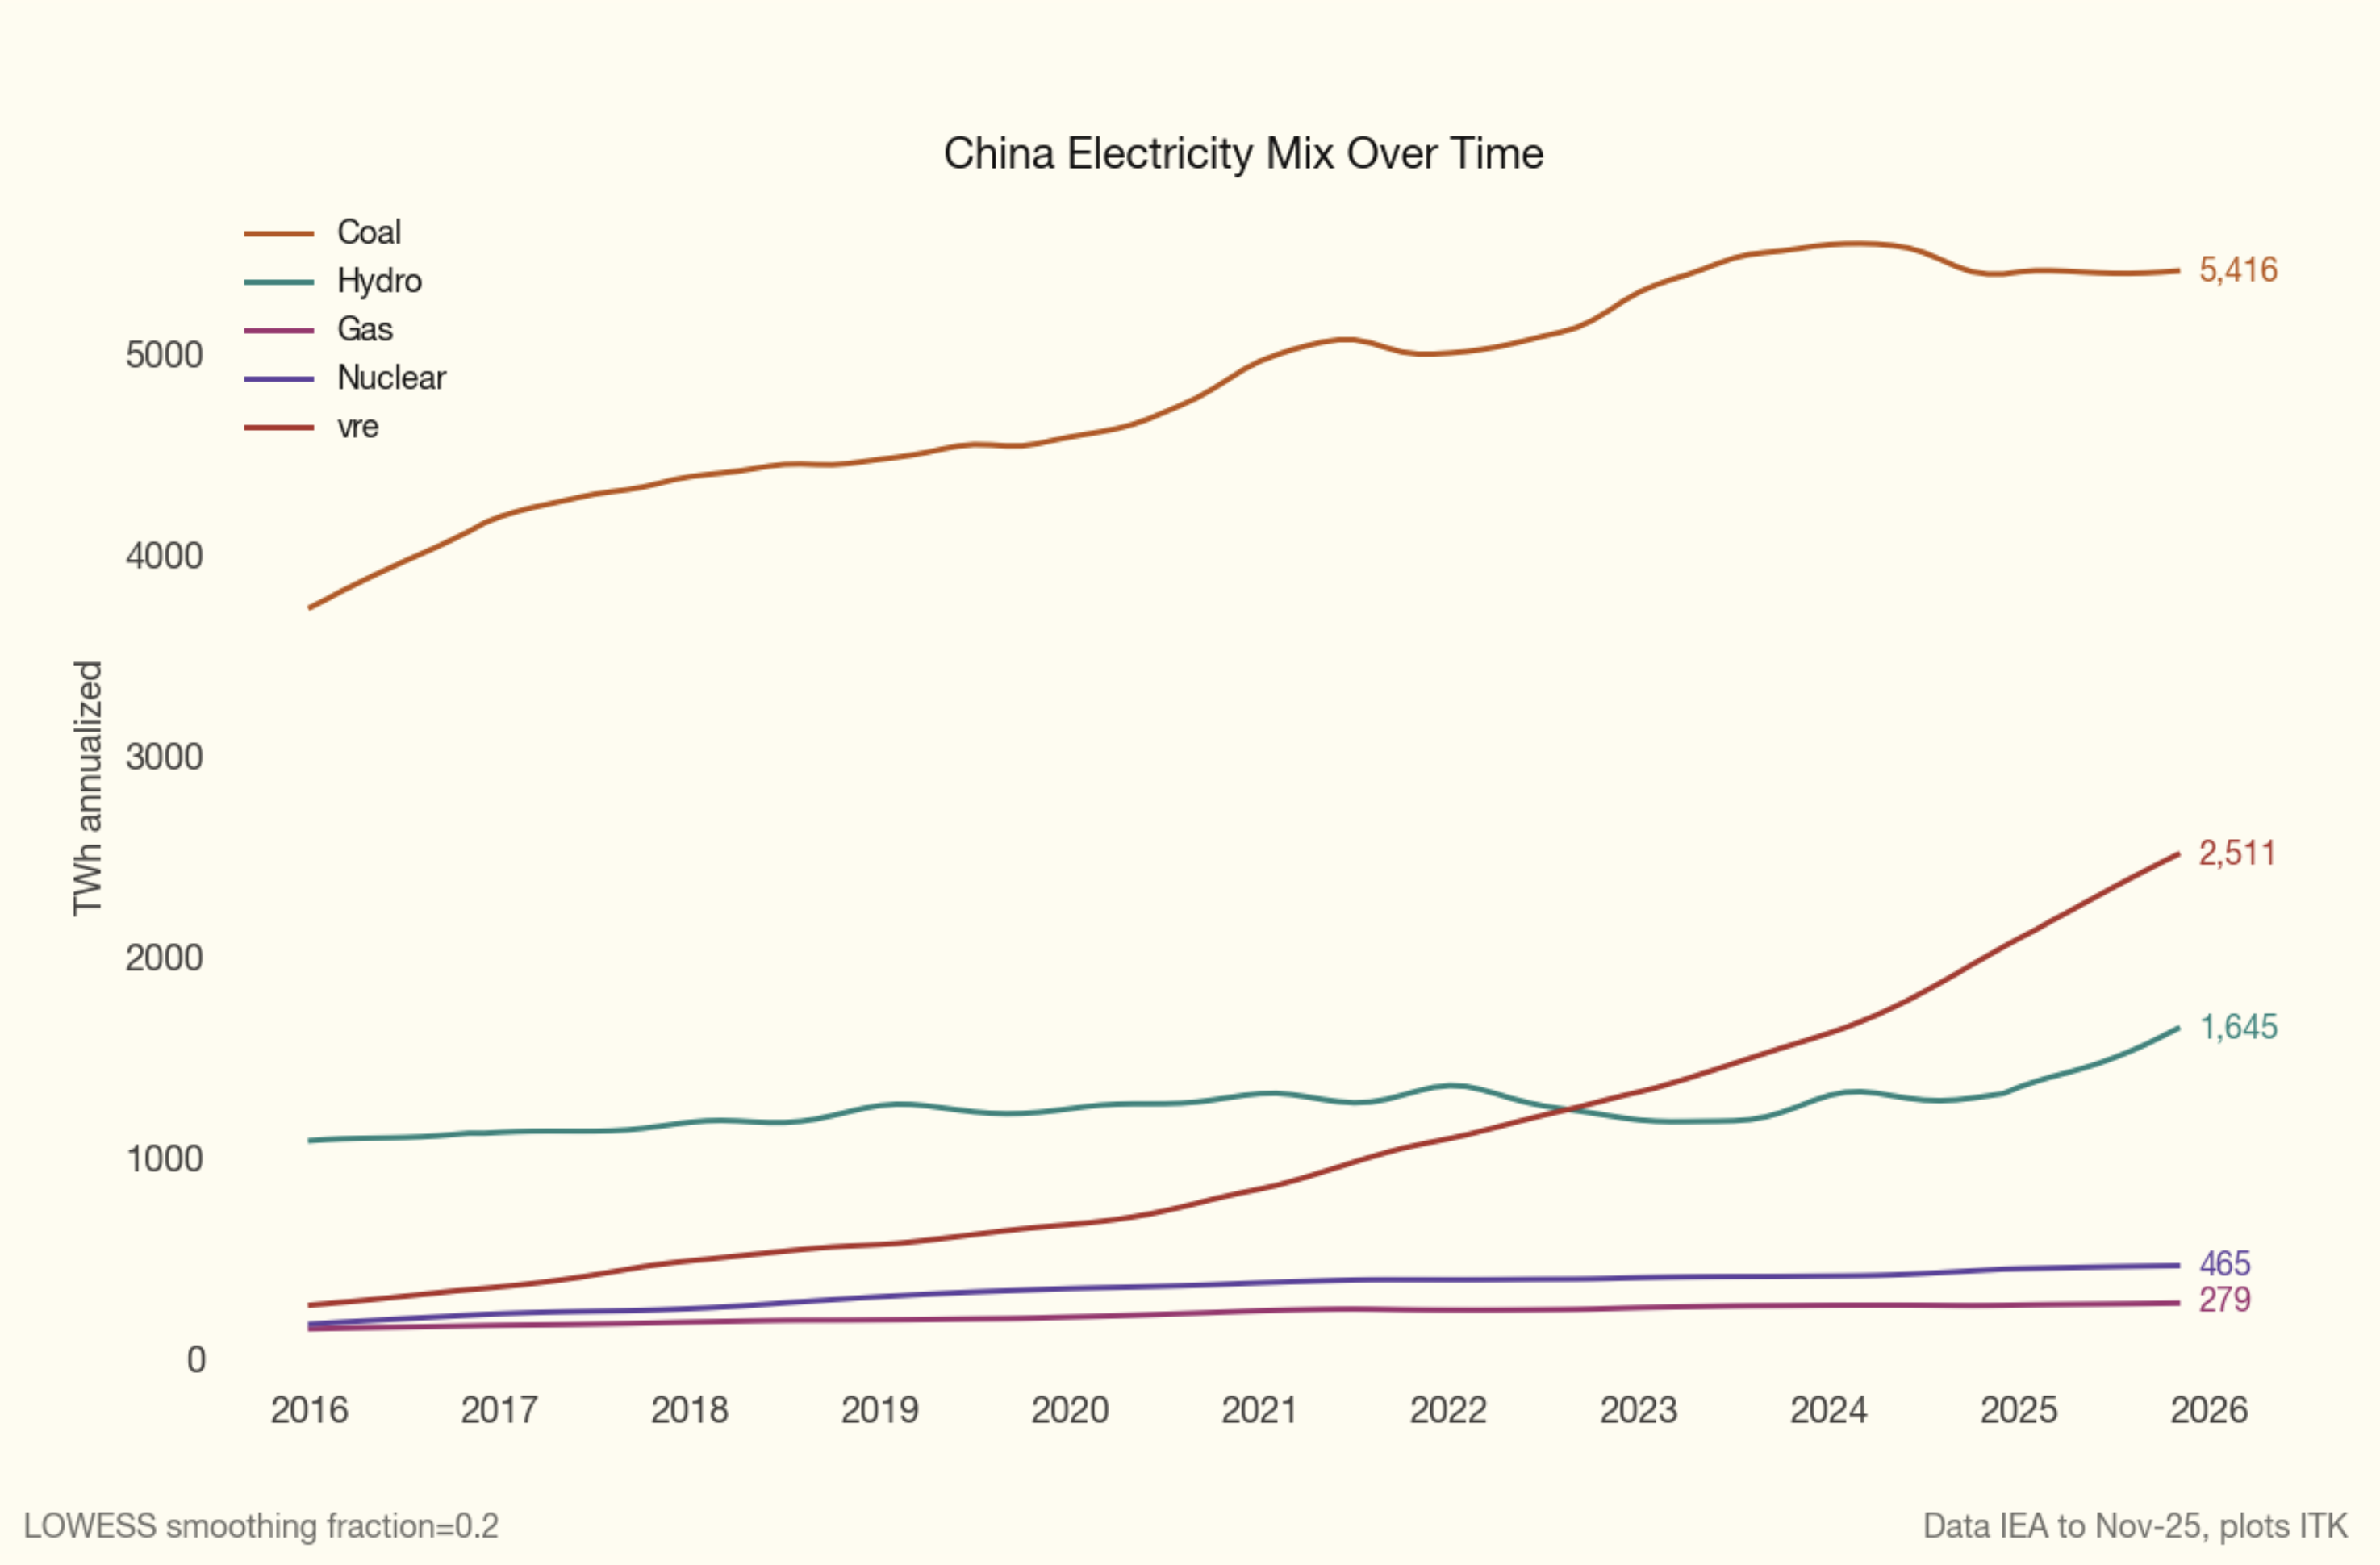 China Electricity Mix Over Time
Coal
Hydro
Gas
Nuclear
vre
TWh annualized
5000
4000
3000
2000
1000
0
5,416
2,511
1,645
465
279
2016 2017 2018 2019 2020 2021 2022 2023 2024 2025 2026
LOWESS smoothing fraction=0.2
Data IEA to Nov-25, plots ITK